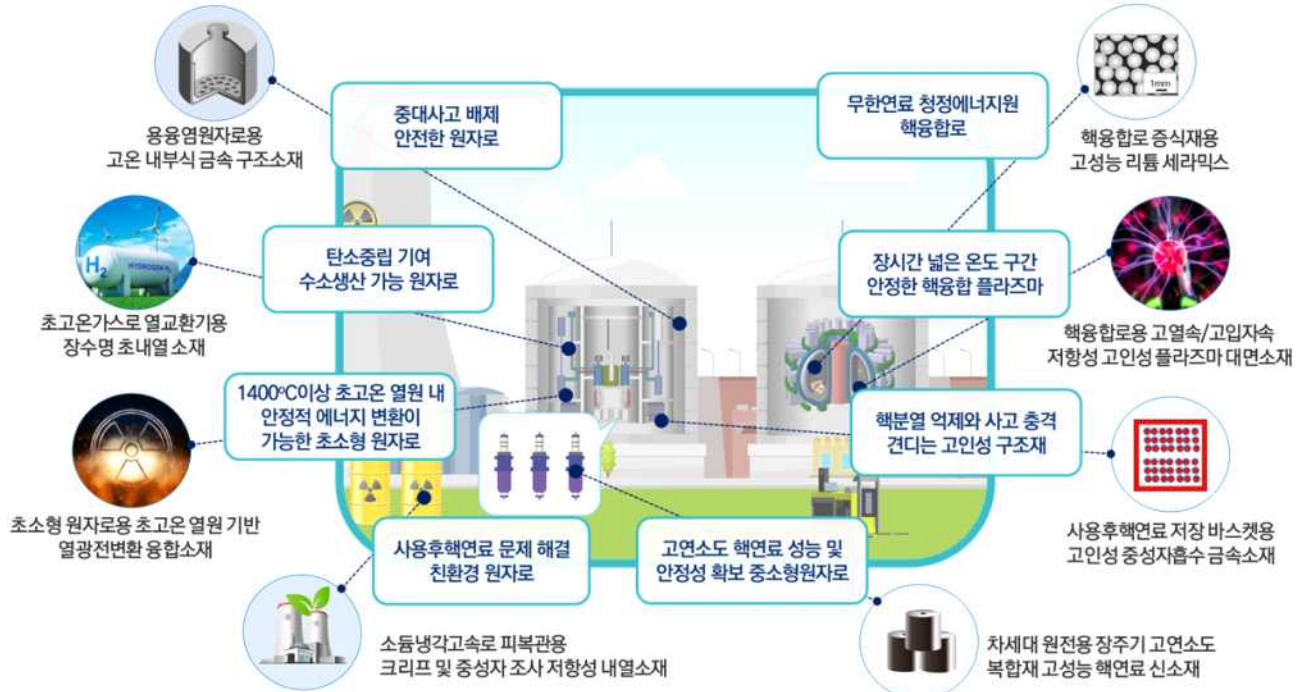 중대사고 배제
안전한 원자로
무한연료 청정에너지원
핵융합로
1mm
용융염원자로용
고온 내부식 금속 구조소재
핵융합로 증식재용
고성능 리튬 세라믹스
탄소중립 기여
수소생산 가능 원자로
장시간 넓은 온도 구간
안정한 핵융합 플라즈마
H₂
초고온가스로 열교환기용
장수명 초내열 소재
핵융합로용 고열속/고입자속
저항성 고인성 플라즈마 대면소재
1400℃이상 초고온 열원 내
안정적 에너지 변환이
가능한 초소형 원자로
핵분열 억제와 사고 충격
견디는 고인성 구조재
초소형 원자로용 초고온 열원 기반
열광전변환 융합소재
사용후핵연료 저장 바스켓용
고인성 중성자흡수 금속소재
사용후핵연료 문제 해결
친환경 원자로
고연소도 핵연료 성능 및
안정성 확보 중소형원자로
소듐냉각고속로 피복관용
크리프 및 중성자 조사 저항성 내열소재
차세대 원전용 장주기 고연소도
복합재 고성능 핵연료 신소재